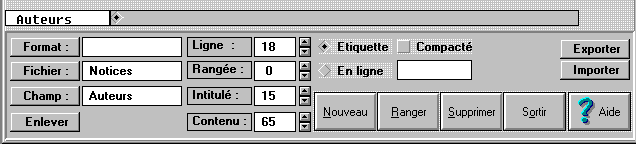 Auteurs
Format : Ligne : 18 Etiquette Compacté Exporter
Fichier : Notices Rangée : 0 En ligne Importer
Champ : Auteurs Intitulé : 15
Nouveau Ranger Supprimer Sortir ? Aide
Enlever Contenu : 65